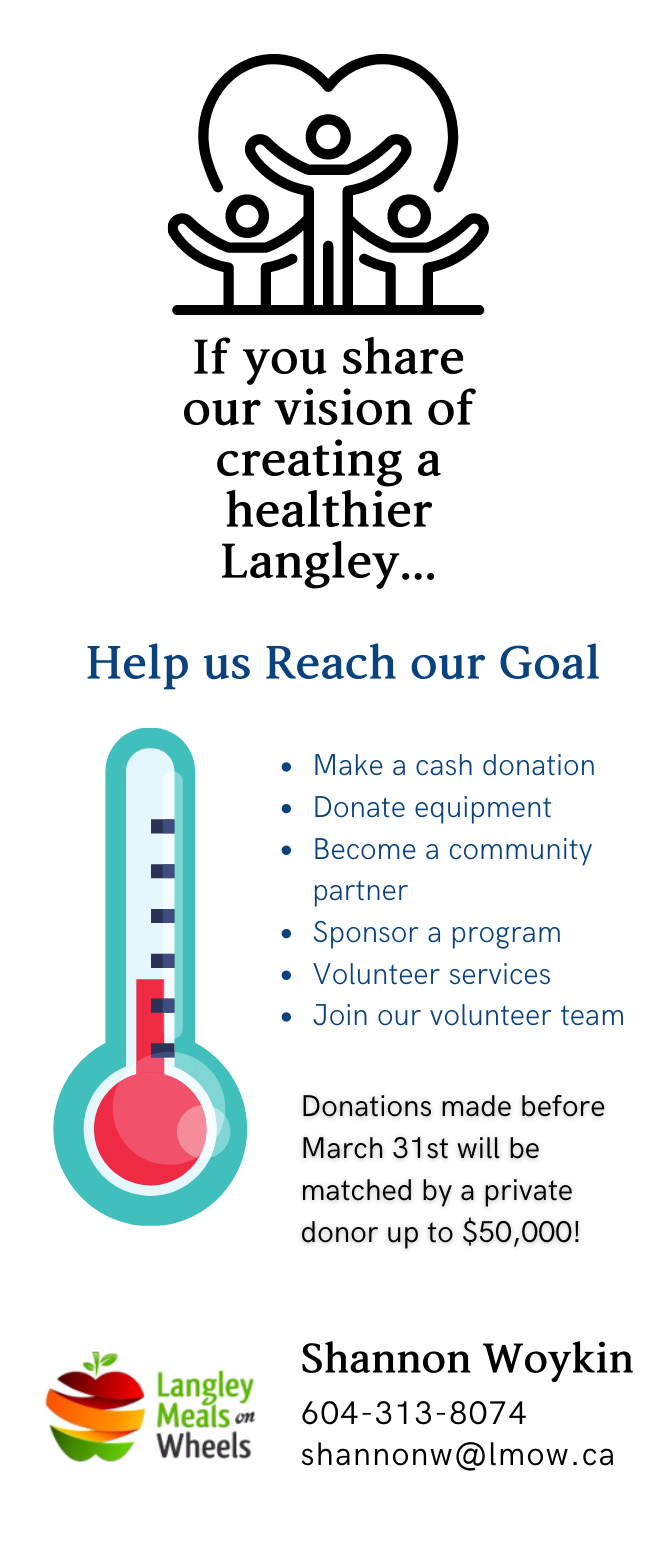 If you share
our vision of
creating a
healthier
Langley...
Help us Reach our Goal
• Make a cash donation
• Donate equipment
• Become a community
partner
• Sponsor a program
• Volunteer services
• Join our volunteer team
Donations made before
March 31st will be
matched by a private
donor up to $50,000!
Langley
Meals on
Wheels
Shannon Woykin
604-313-8074
shannonw@lmow.ca